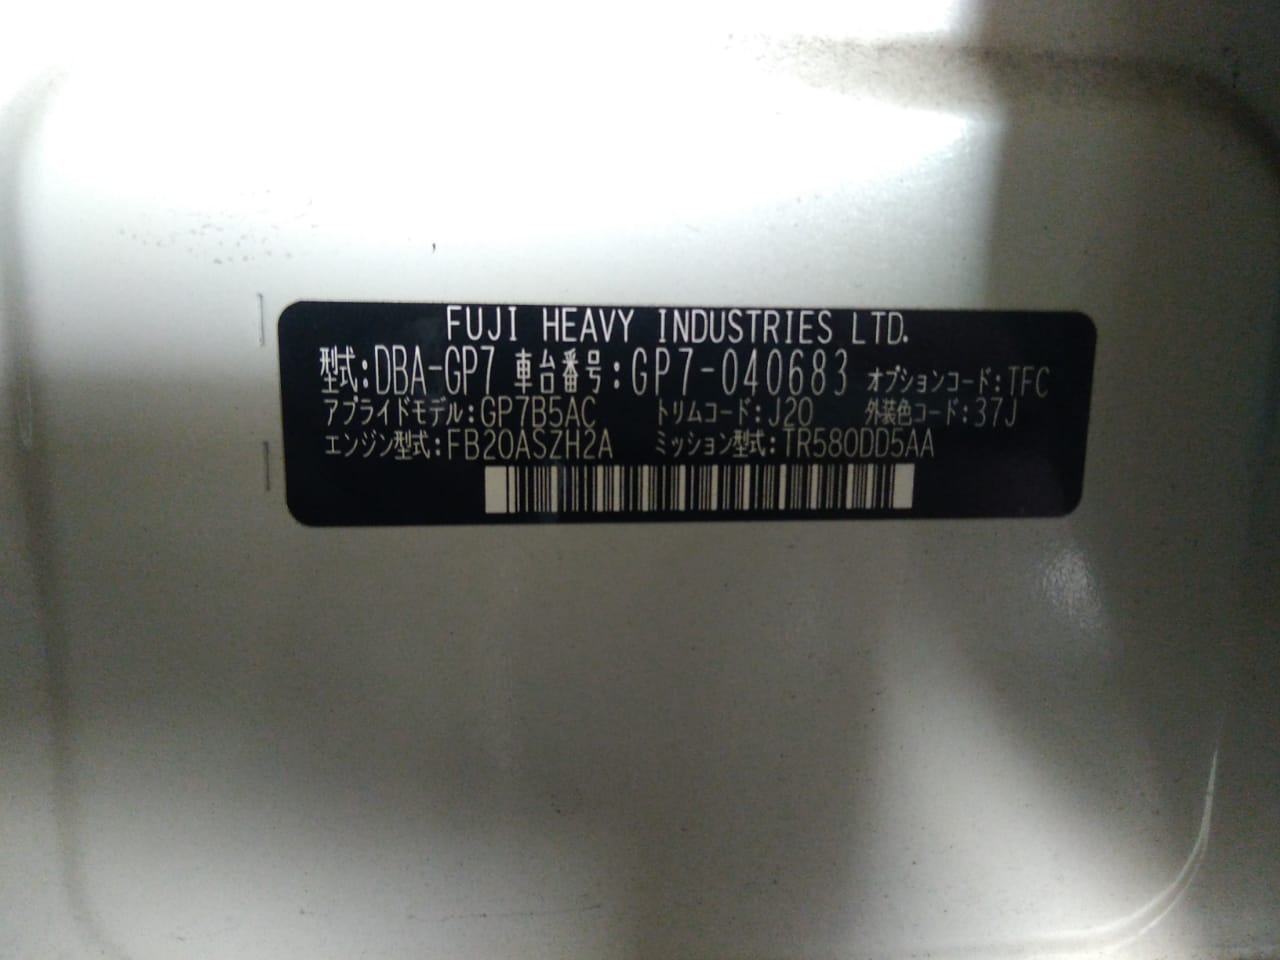 FUJI HEAVY INDUSTRIES LTD.
型式:DBA-GP7 車台番号:GP7-040683 オプションコード:TFC
アプライドモデル:GP7B5AC トリムコード:J20 外装色コード:37J
エンジン型式:FB20ASZH2A ミッション型式:TR580DD5AA